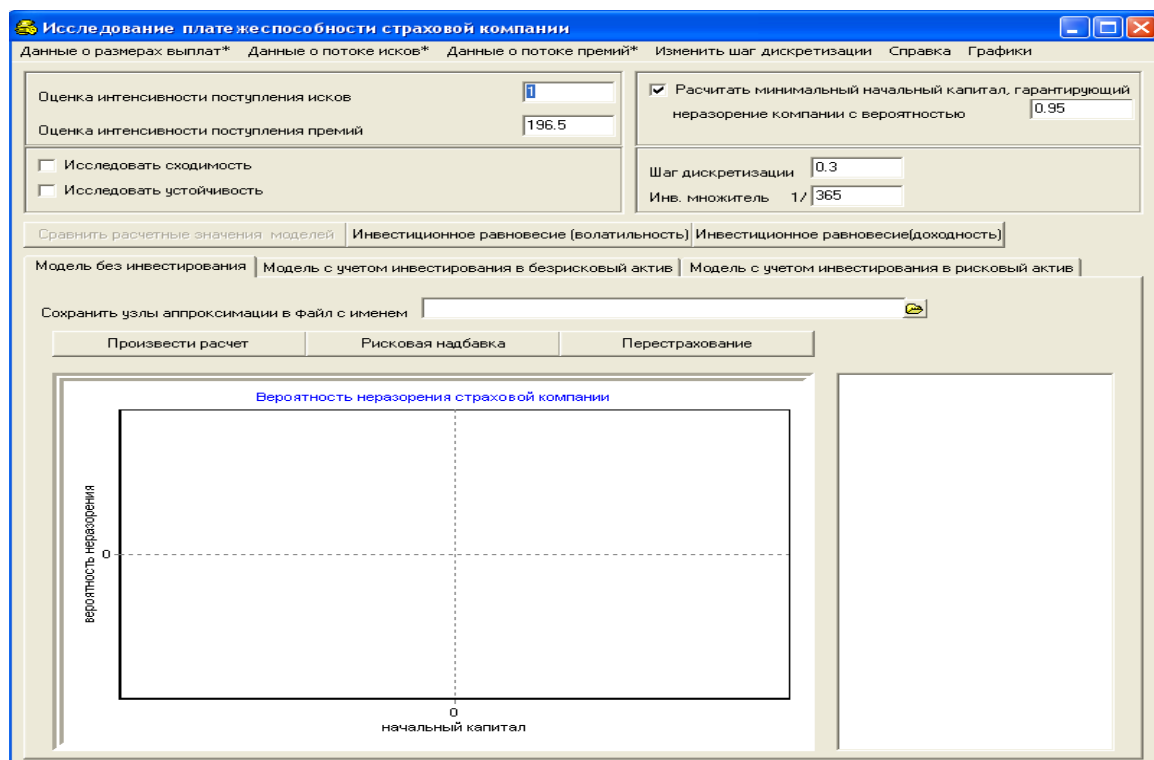 Исследование платежеспособности страховой компании
Данные о размерах выплат* Данные о потоке исков* Данные о потоке премий* Изменить шаг дискретизации Справка Графики
Оценка интенсивности поступления исков 1
Оценка интенсивности поступления премий 196.5
Расчитать минимальный начальный капитал, гарантирующий
неразорение компании с вероятностью 0.95
Исследовать сходимость
Исследовать устойчивость
Шаг дискретизации 0.3
Инв. множитель 1/ 365
Сравнить расчетные значения моделей Инвестиционное равновесие (волатильность) Инвестиционное равновесие(доходность)
Модель без инвестирования Модель с учетом инвестирования в безрисковый актив Модель с учетом инвестирования в рисковый актив
Сохранить узлы аппроксимации в файл с именем
Произвести расчет Рисковая надбавка Перестрахование
Вероятность неразорения страховой компании
вероятность неразорения
0
0
начальный капитал